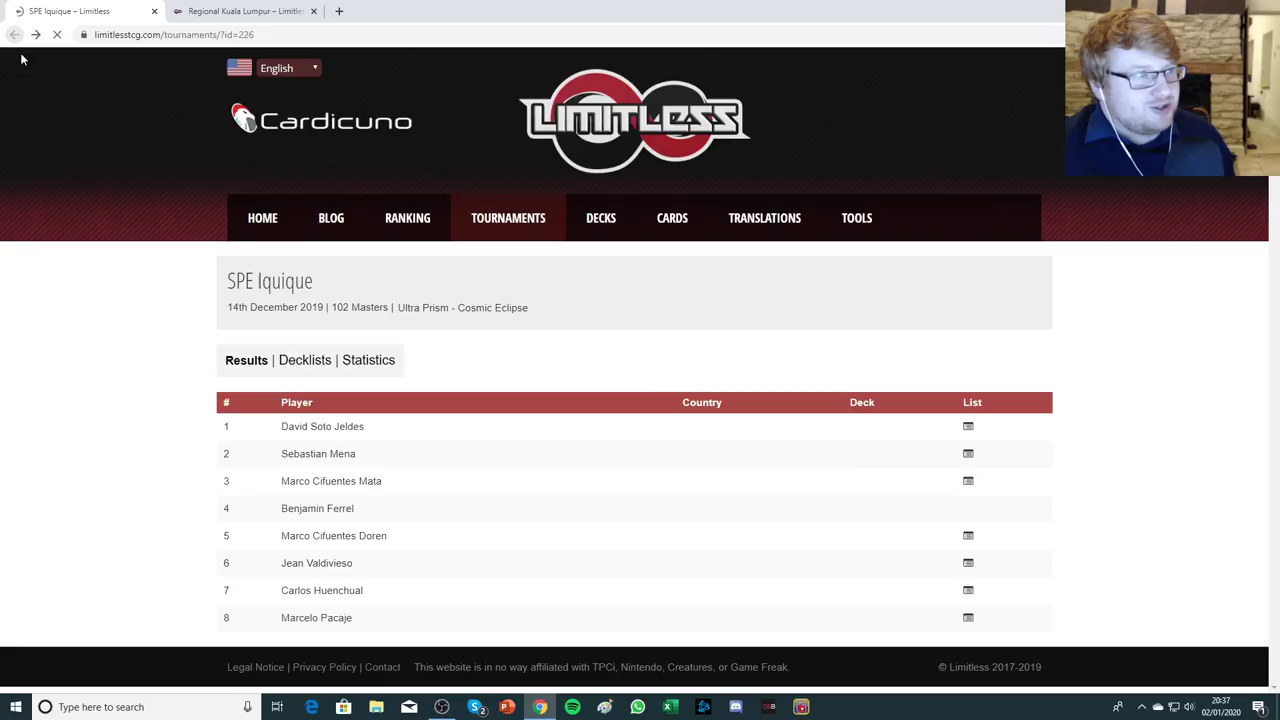 SPE Iquique – Limitless
Regional Kuala Lumpur – Limitle
limitlesstcg.com/tournaments/?id=226
English
Cardicuno
LIMITLESS
HOME BLOG RANKING TOURNAMENTS DECKS CARDS TRANSLATIONS TOOLS
SPE Iquique
14th December 2019 | 102 Masters | Ultra Prism - Cosmic Eclipse
Results | Decklists | Statistics
# Player Country Deck List
1 David Soto Jeldes
2 Sebastian Mena
3 Marco Cifuentes Mata
4 Benjamin Ferrel
5 Marco Cifuentes Doren
6 Jean Valdivieso
7 Carlos Huenchual
8 Marcelo Pacaje
Legal Notice | Privacy Policy | Contact This website is in no way affiliated with TPCi, Nintendo, Creatures, or Game Freak. © Limitless 2017-2019
Type here to search
20:37
02/01/2020